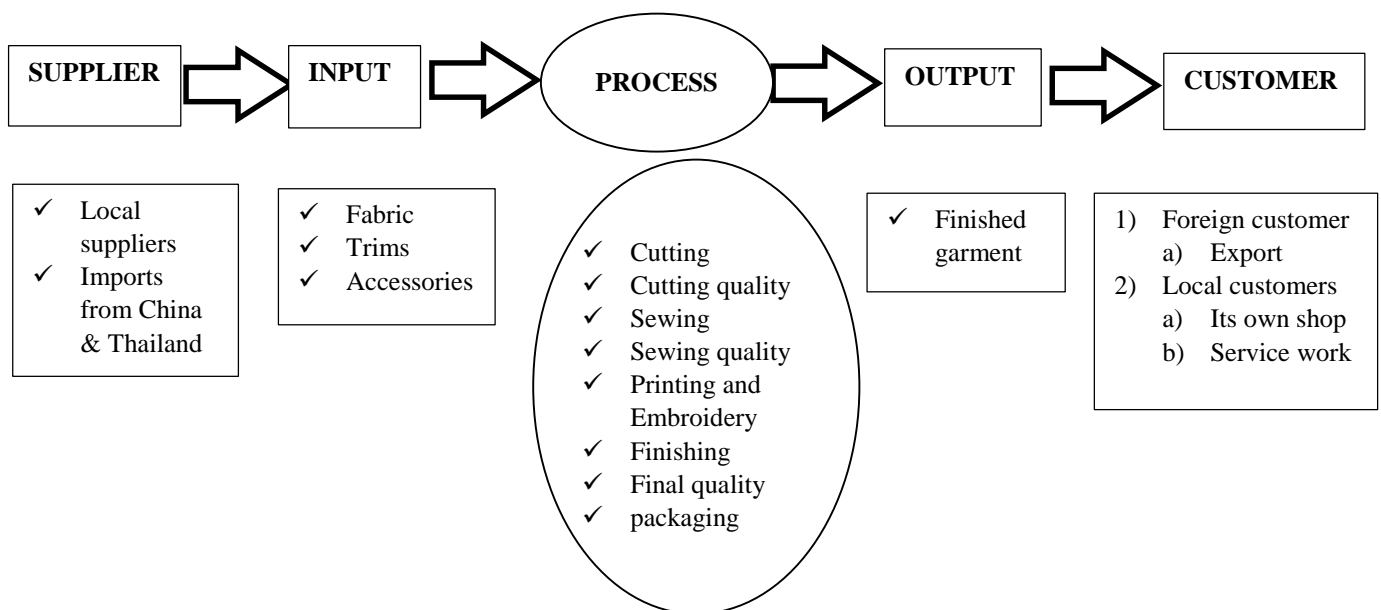 SUPPLIER
INPUT
PROCESS
OUTPUT
CUSTOMER
✓ Local
suppliers
✓ Imports
from China
& Thailand
✓ Fabric
✓ Trims
✓ Accessories
✓ Cutting
✓ Cutting quality
✓ Sewing
✓ Sewing quality
✓ Printing and
Embroidery
✓ Finishing
✓ Final quality
✓ packaging
✓ Finished
garment
1) Foreign customer
a) Export
2) Local customers
a) Its own shop
b) Service work